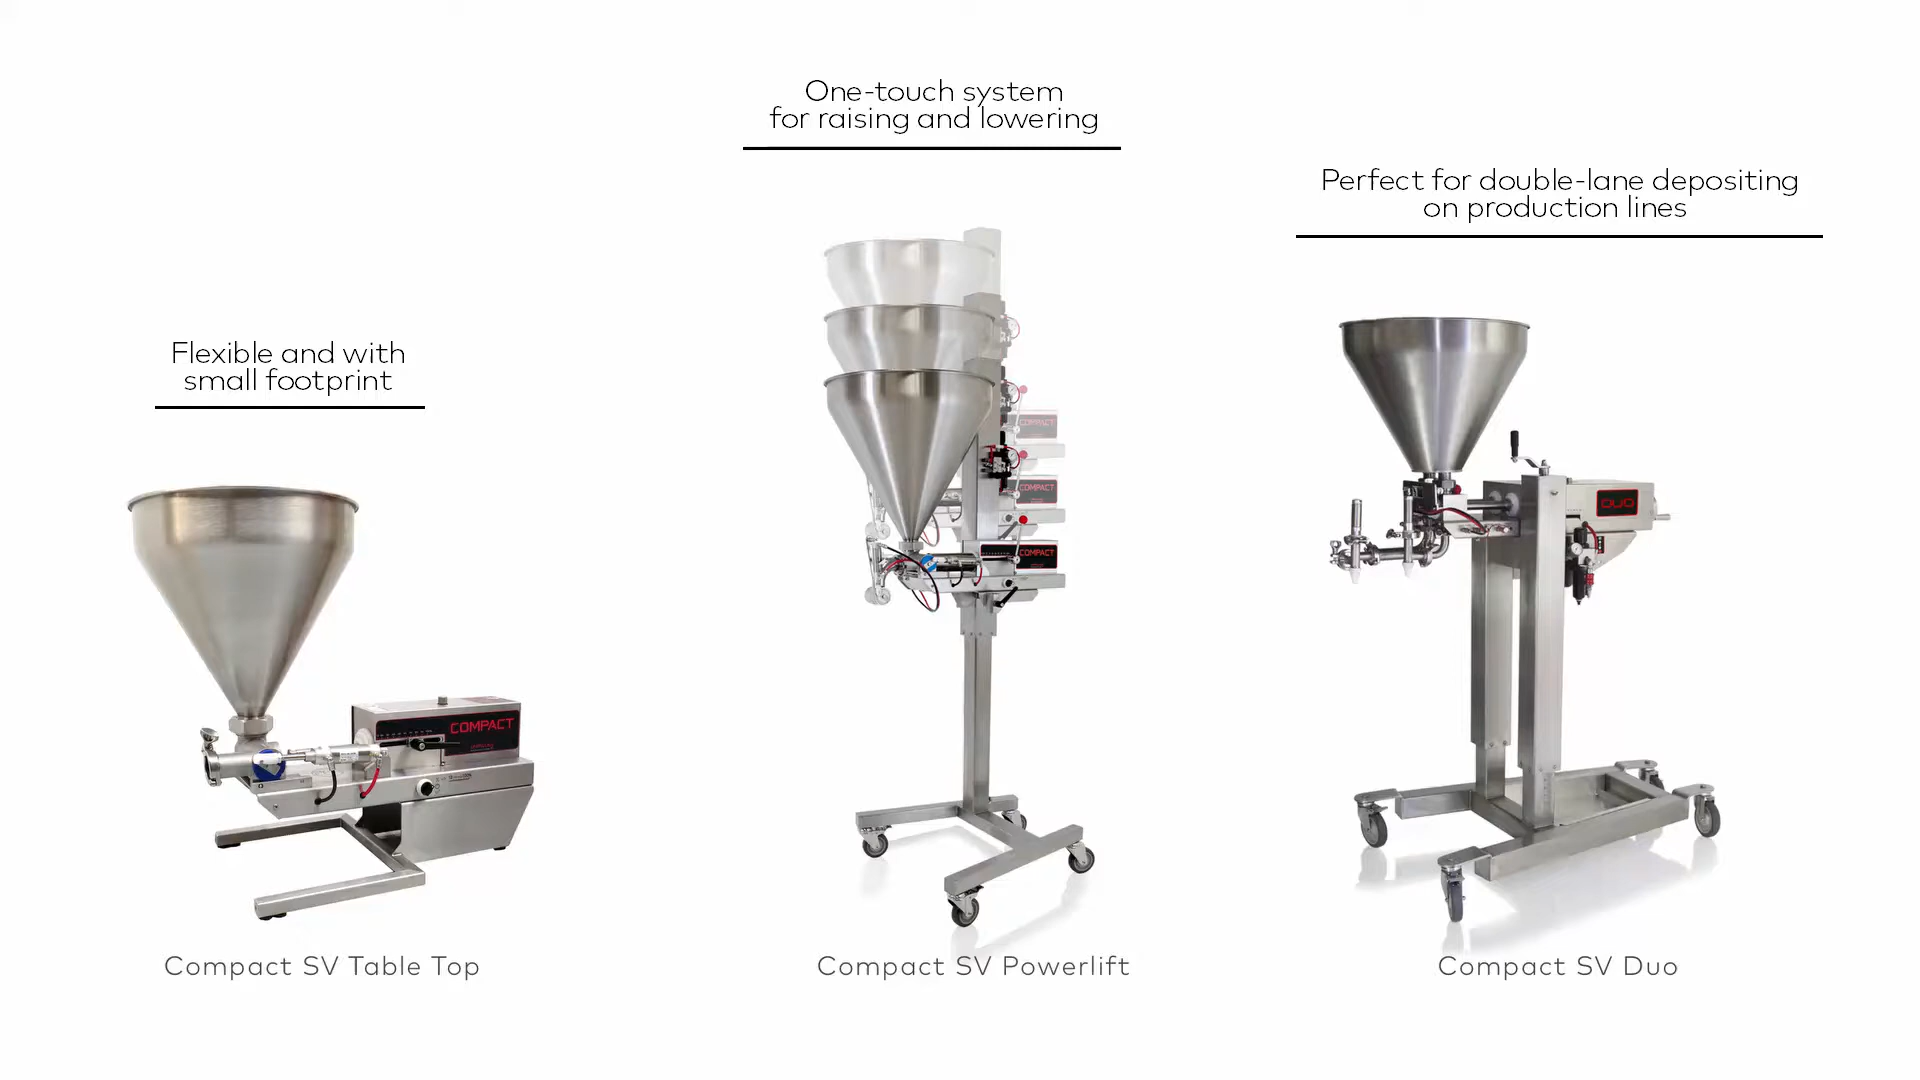 One-touch system
for raising and lowering
Perfect for double-lane depositing
on production lines
Flexible and with
small footprint
COMPACT
COMPACT
COMPACT
COMPACT
DUO
Compact SV Table Top
Compact SV Powerlift
Compact SV Duo